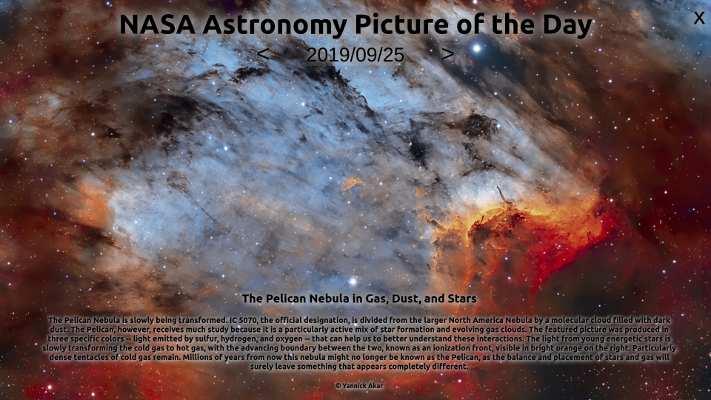 NASA Astronomy Picture of the Day
X
< 2019/09/25 >
The Pelican Nebula in Gas, Dust, and Stars
The Pelican Nebula is slowly being transformed. IC 5070, the official designation, is divided from the larger North America Nebula by a molecular cloud filled with dark
dust. The Pelican, however, receives much study because it is a particularly active mix of star formation and evolving gas clouds. The featured picture was produced in
three specific colors -- light emitted by sulfur, hydrogen, and oxygen -- that can help us to better understand these interactions. The light from young energetic stars is
slowly transforming the cold gas to hot gas, with the advancing boundary between the two, known as an ionization front, visible in bright orange on the right. Particularly
dense tentacles of cold gas remain. Millions of years from now this nebula might no longer be known as the Pelican, as the balance and placement of stars and gas will
surely leave something that appears completely different.
© Yannick Akar